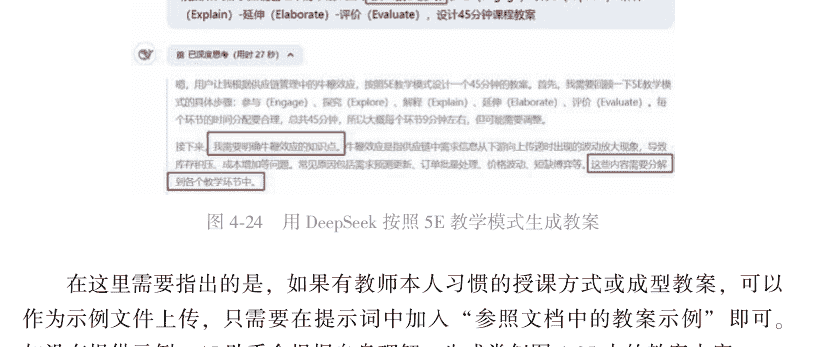 (Explain) -延伸 (Elaborate) -评价 (Evaluate) ，设计45分钟课程教案
已深度思考 (用时 27 秒)
嗯，用户让我根据供应链管理中的牛鞭效应，按照5E教学模式设计一个45分钟的教案。首先，我需要回顾一下5E教学模
式的具体步骤：参与 (Engage) 、探究 (Explore) 、解释 (Explain) 、延伸 (Elaborate) 、评价 (Evaluate) 。每
个环节的时间分配要合理，总共45分钟，所以大概每个环节9分钟左右，但可能需要调整。
接下来，我需要明确牛鞭效应的知识点。牛鞭效应是指供应链中需求信息从下游向上传递时出现的波动放大现象，导致
库存积压、成本增加等问题。常见原因包括需求预测更新、订单批量处理、价格波动、短缺博弈等。这些内容需要分解
到各个教学环节中。
图 4-24 用 DeepSeek 按照 5E 教学模式生成教案
在这里需要指出的是，如果有教师本人习惯的授课方式或成型教案，可以
作为示例文件上传，只需要在提示词中加入“参照文档中的教案示例”即可。